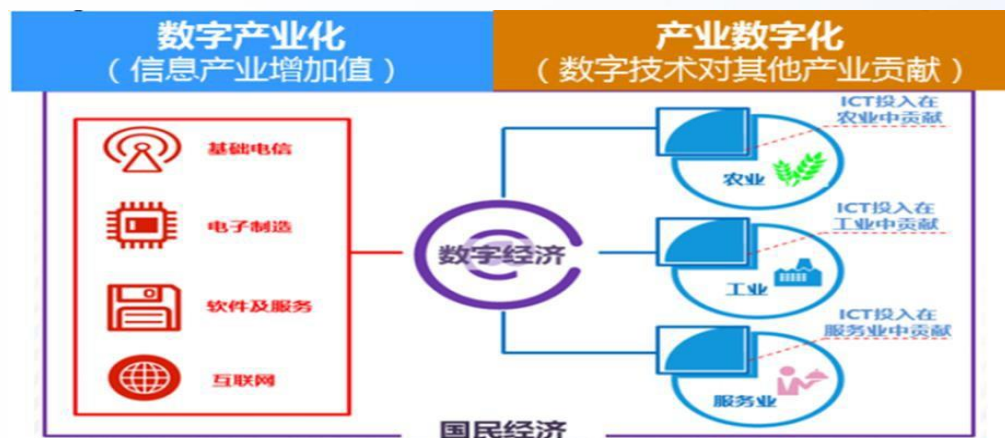 数字产业化
（信息产业增加值）
产业数字化
（数字技术对其他产业贡献）
基础电信
电子制造
软件及服务
互联网
数字经济
ICT投入在
农业中贡献
农业
ICT投入在
工业中贡献
工业
ICT投入在
服务业中贡献
服务业
国民经济